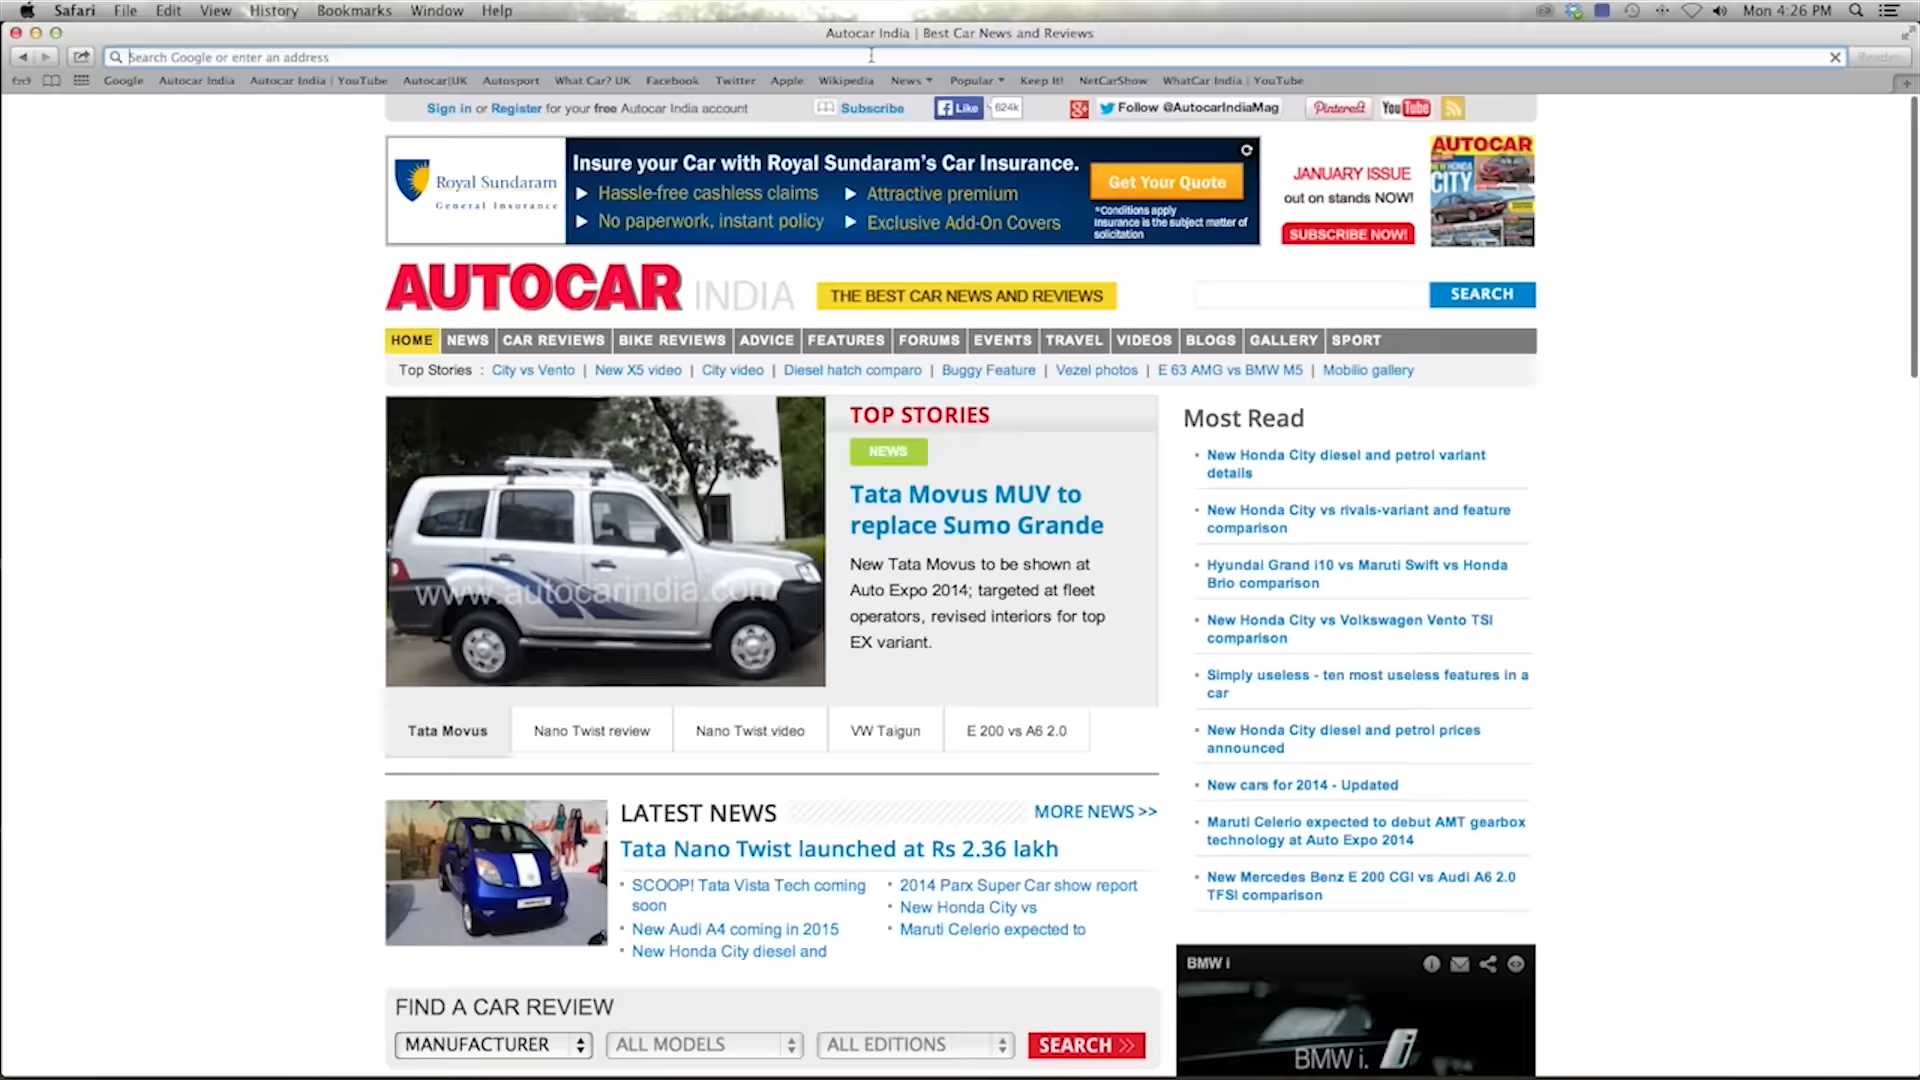 Safari File Edit View History Bookmarks Window Help
Mon 4:26 PM
Autocar India | Best Car News and Reviews
Search Google or enter an address
Reader
Google Autocar India Autocar India | YouTube Autocar|UK Autosport What Car? UK Facebook Twitter Apple Wikipedia News Popular Keep It! NetCarShow WhatCar India | YouTube
Sign in or Register for your free Autocar India account
Subscribe
Like 624k
Follow @AutocarIndiaMag
Pinterest
YouTube
Royal Sundaram
General Insurance
Insure your Car with Royal Sundaram's Car Insurance.
Hassle-free cashless claims
Attractive premium
No paperwork, instant policy
Exclusive Add-On Covers
Get Your Quote
*Conditions apply
Insurance is the subject matter of
solicitation
JANUARY ISSUE
out on stands NOW!
SUBSCRIBE NOW!
AUTOCAR
CITY
AUTOCAR INDIA
THE BEST CAR NEWS AND REVIEWS
SEARCH
HOME NEWS CAR REVIEWS BIKE REVIEWS ADVICE FEATURES FORUMS EVENTS TRAVEL VIDEOS BLOGS GALLERY SPORT
Top Stories : City vs Vento | New X5 video | City video | Diesel hatch comparo | Buggy Feature | Vezel photos | E 63 AMG vs BMW M5 | Mobilio gallery
www.autocarindia.com
TOP STORIES
NEWS
Tata Movus MUV to
replace Sumo Grande
New Tata Movus to be shown at
Auto Expo 2014; targeted at fleet
operators, revised interiors for top
EX variant.
Tata Movus Nano Twist review Nano Twist video VW Taigun E 200 vs A6 2.0
LATEST NEWS
MORE NEWS >>
Tata Nano Twist launched at Rs 2.36 lakh
SCOOP! Tata Vista Tech coming
soon
New Audi A4 coming in 2015
New Honda City diesel and
2014 Parx Super Car show report
New Honda City vs
Maruti Celerio expected to
FIND A CAR REVIEW
MANUFACTURER ALL MODELS ALL EDITIONS SEARCH >>
Most Read
New Honda City diesel and petrol variant
details
New Honda City vs rivals-variant and feature
comparison
Hyundai Grand i10 vs Maruti Swift vs Honda
Brio comparison
New Honda City vs Volkswagen Vento TSI
comparison
Simply useless - ten most useless features in a
car
New Honda City diesel and petrol prices
announced
New cars for 2014 - Updated
Maruti Celerio expected to debut AMT gearbox
technology at Auto Expo 2014
New Mercedes Benz E 200 CGI vs Audi A6 2.0
TFSI comparison
BMW i
BMW i.